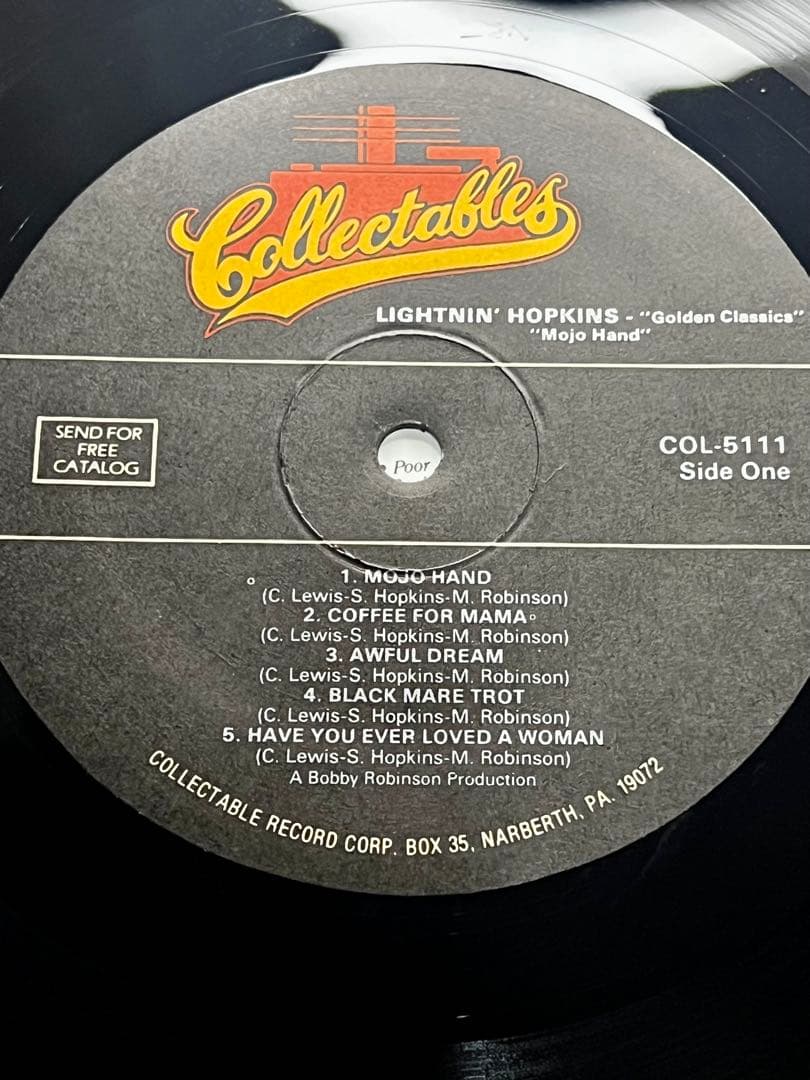 Collectables
LIGHTNIN' HOPKINS - "Golden Classics"
"Mojo Hand"
SEND FOR
FREE
CATALOG
Poor
COL-5111
Side One
1. MOJO HAND
(C. Lewis-S. Hopkins-M. Robinson)
2. COFFEE FOR MAMA
(C. Lewis-S. Hopkins-M. Robinson)
3. AWFUL DREAM
(C. Lewis-S. Hopkins-M. Robinson)
4. BLACK MARE TROT
(C. Lewis-S. Hopkins-M. Robinson)
5. HAVE YOU EVER LOVED A WOMAN
(C. Lewis-S. Hopkins-M. Robinson)
A Bobby Robinson Production
COLLECTABLE RECORD CORP. BOX 35, NARBERTH, PA. 19072